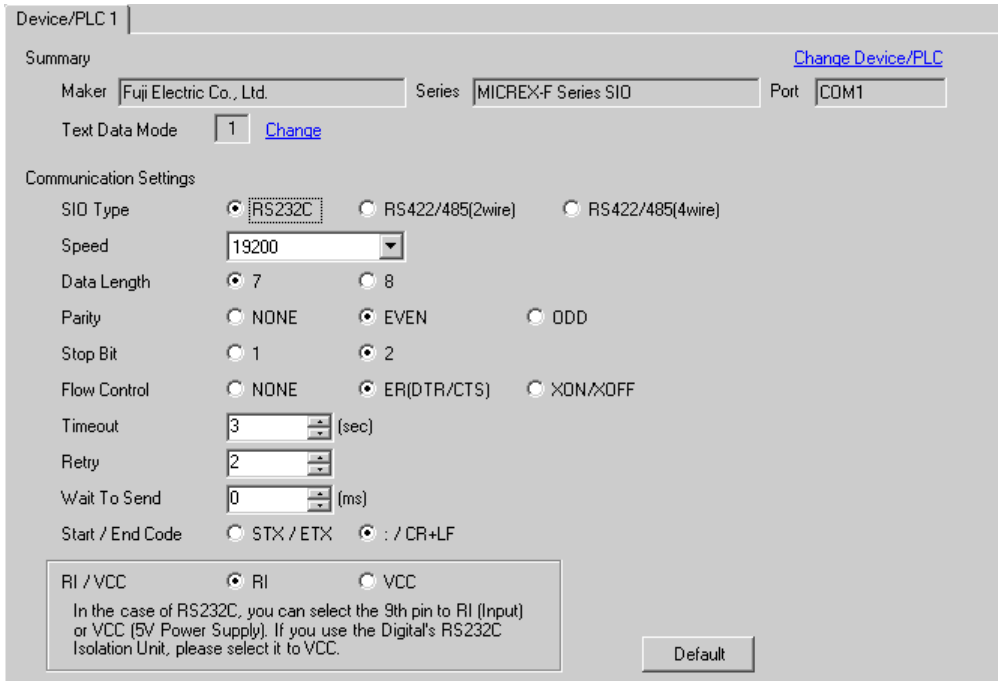 Device/PLC 1
Summary Change Device/PLC
Maker Fuji Electric Co., Ltd. Series MICREX-F Series SIO Port COM1
Text Data Mode 1 Change
Communication Settings
SIO Type RS232C RS422/485(2wire) RS422/485(4wire)
Speed 19200
Data Length 7 8
Parity NONE EVEN ODD
Stop Bit 1 2
Flow Control NONE ER(DTR/CTS) XON/XOFF
Timeout 3 (sec)
Retry 2
Wait To Send 0 (ms)
Start / End Code STX / ETX : / CR+LF
RI / VCC RI VCC
In the case of RS232C, you can select the 9th pin to RI (Input)
or VCC (5V Power Supply). If you use the Digital's RS232C
Isolation Unit, please select it to VCC.
Default